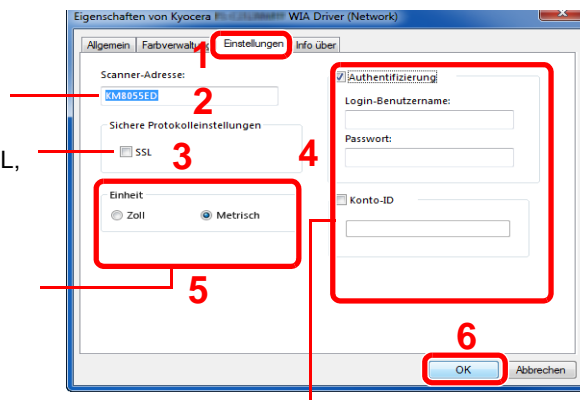 Eigenschaften von Kyocera WIA Driver (Network)
Allgemein Farbverwaltu Einstellungen Info über
1
Scanner-Adresse:
KM8055ED
2
Sichere Protokolleinstellungen
SSL
3
L,
Einheit
Zoll Metrisch
5
4
Authentifizierung
Login-Benutzername:
Passwort:
Konto-ID
6
OK Abbrechen